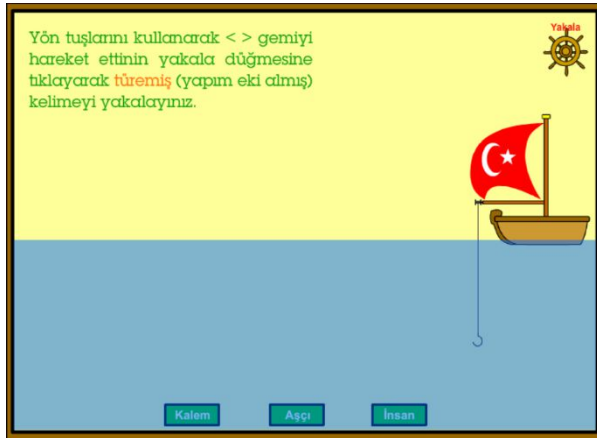 Yön tuşlarını kullanarak < > gemiyi
hareket ettinin yakala düğmesine
tıklayarak türemiş (yapım eki almış)
kelimeyi yakalayınız.
Yakala
Kalem
Aşçı
İnsan